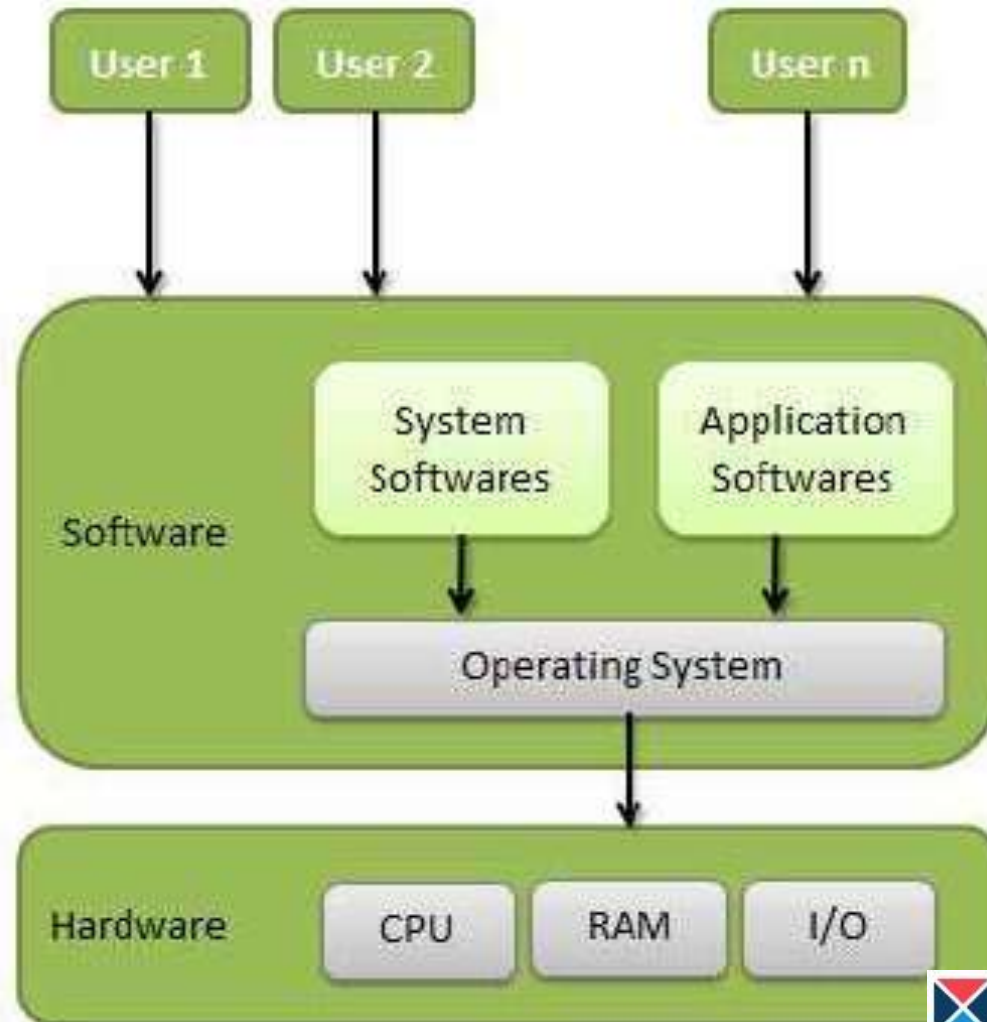 User 1
User 2
User n
System
Softwares
Application
Softwares
Software
Operating System
Hardware
CPU
RAM
I/O